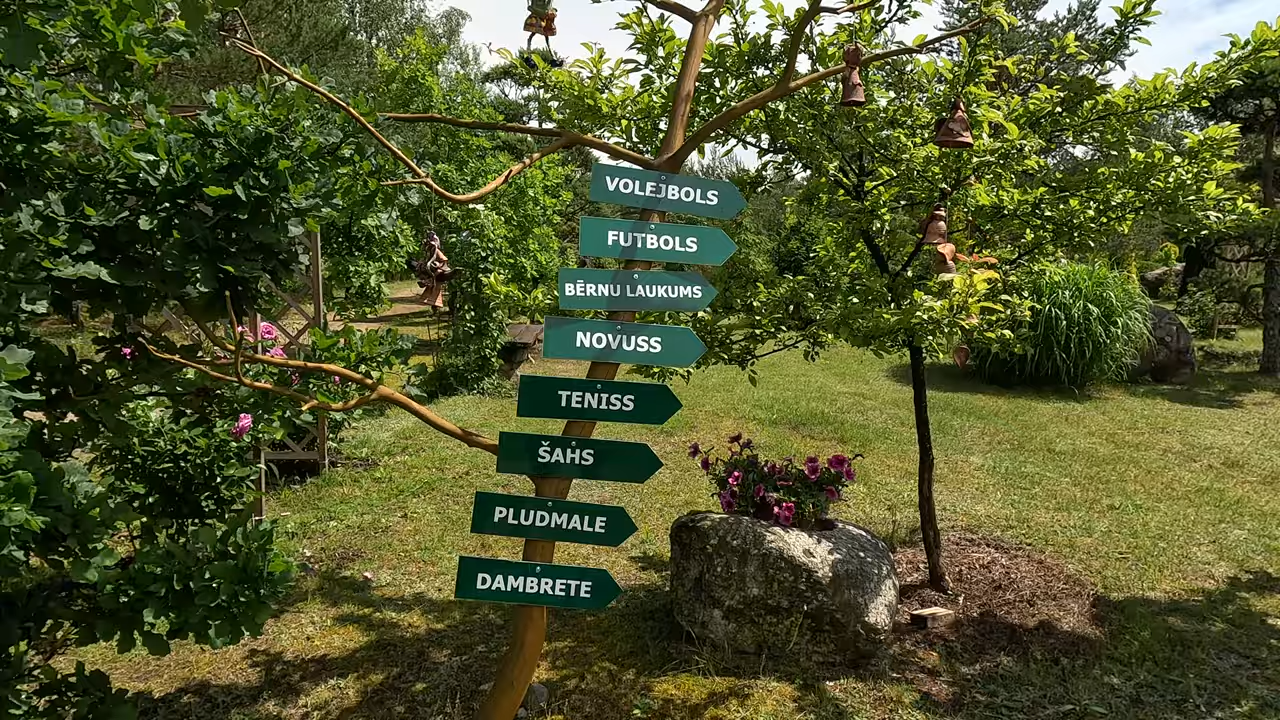 VOLEJBOLS
FUTBOLS
BĒRNU LAUKUMS
NOVUSS
TENISS
ŠAHS
PLUDMALE
DAMBRETE